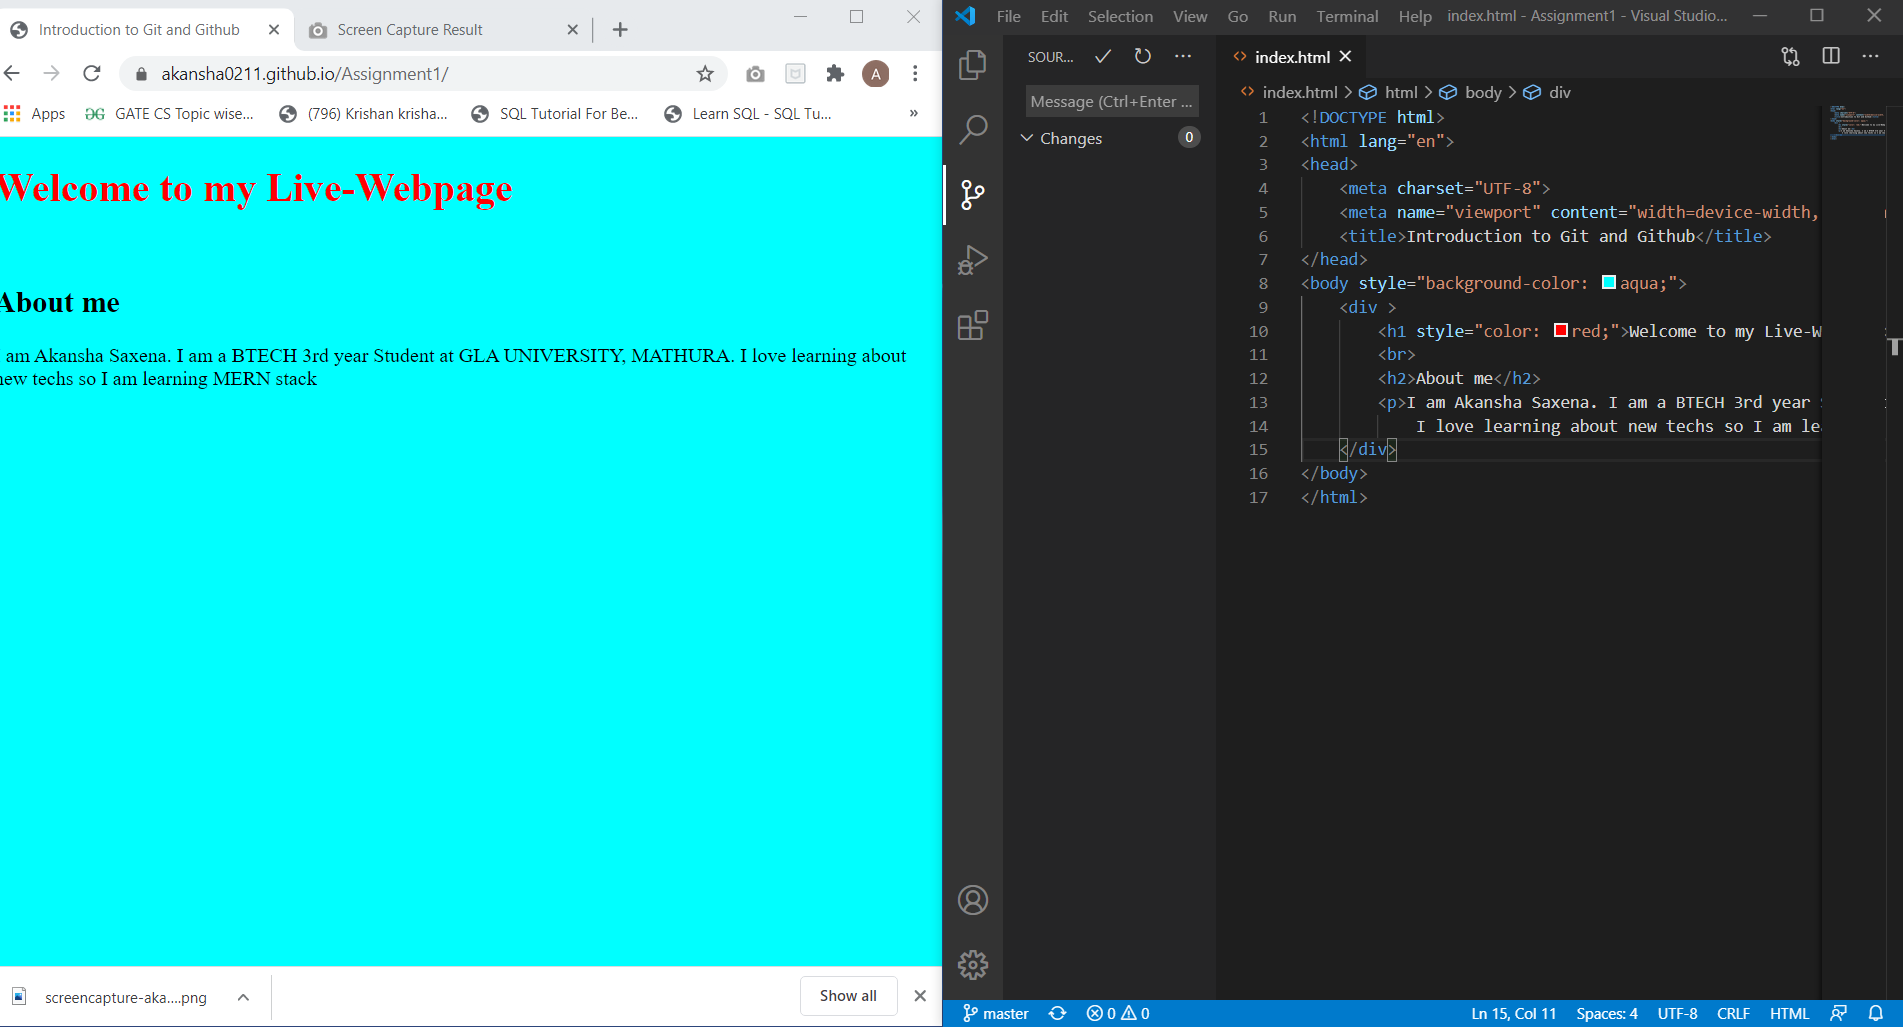 Introduction to Git and Github
Screen Capture Result
akansha0211.github.io/Assignment1/
A
Apps
GATE CS Topic wise...
(796) Krishan krisha...
SQL Tutorial For Be...
Learn SQL - SQL Tu...
»
Welcome to my Live-Webpage
About me
am Akansha Saxena. I am a BTECH 3rd year Student at GLA UNIVERSITY, MATHURA. I love learning about
new techs so I am learning MERN stack
screencapture-aka....png
Show all
File Edit Selection View Go Run Terminal Help index.html - Assignment1 - Visual Studio...
SOUR...
Message (Ctrl+Enter ...
Changes 0
index.html
index.html > html > body > div
1 <!DOCTYPE html>
2 <html lang="en">
3 <head>
4 <meta charset="UTF-8">
5 <meta name="viewport" content="width=device-width,
6 <title>Introduction to Git and Github</title>
7 </head>
8 <body style="background-color: aqua;">
9 <div >
10 <h1 style="color: red;">Welcome to my Live-W
11 <br>
12 <h2>About me</h2>
13 <p>I am Akansha Saxena. I am a BTECH 3rd year
14 I love learning about new techs so I am lea
15 </div>
16 </body>
17 </html>
master 0 0 Ln 15, Col 11 Spaces: 4 UTF-8 CRLF HTML